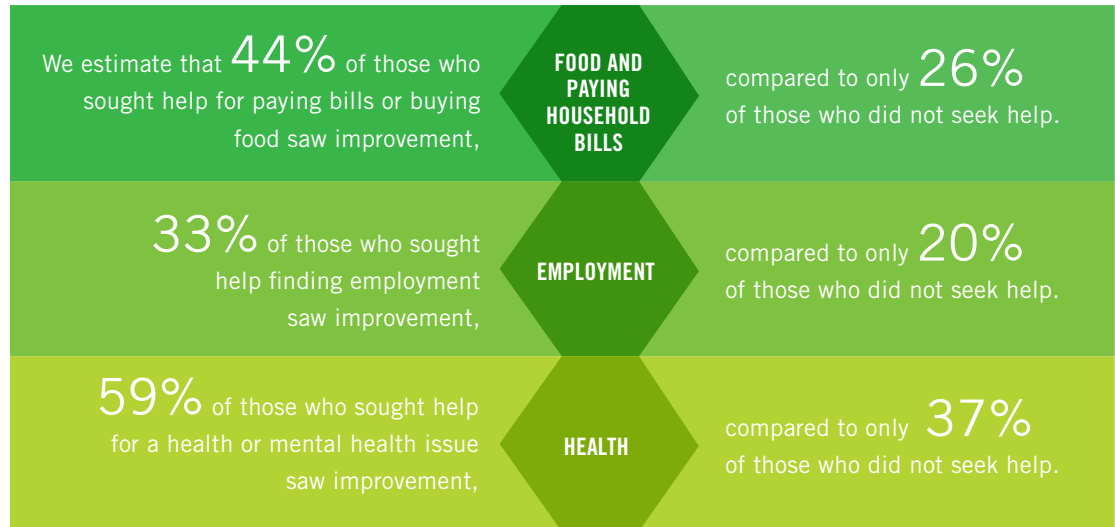 We estimate that 44% of those who
sought help for paying bills or buying
food saw improvement,
FOOD AND
PAYING
HOUSEHOLD
BILLS
compared to only 26%
of those who did not seek help.
33% of those who sought
help finding employment
saw improvement,
EMPLOYMENT
compared to only 20%
of those who did not seek help.
59% of those who sought help
for a health or mental health issue
saw improvement,
HEALTH
compared to only 37%
of those who did not seek help.